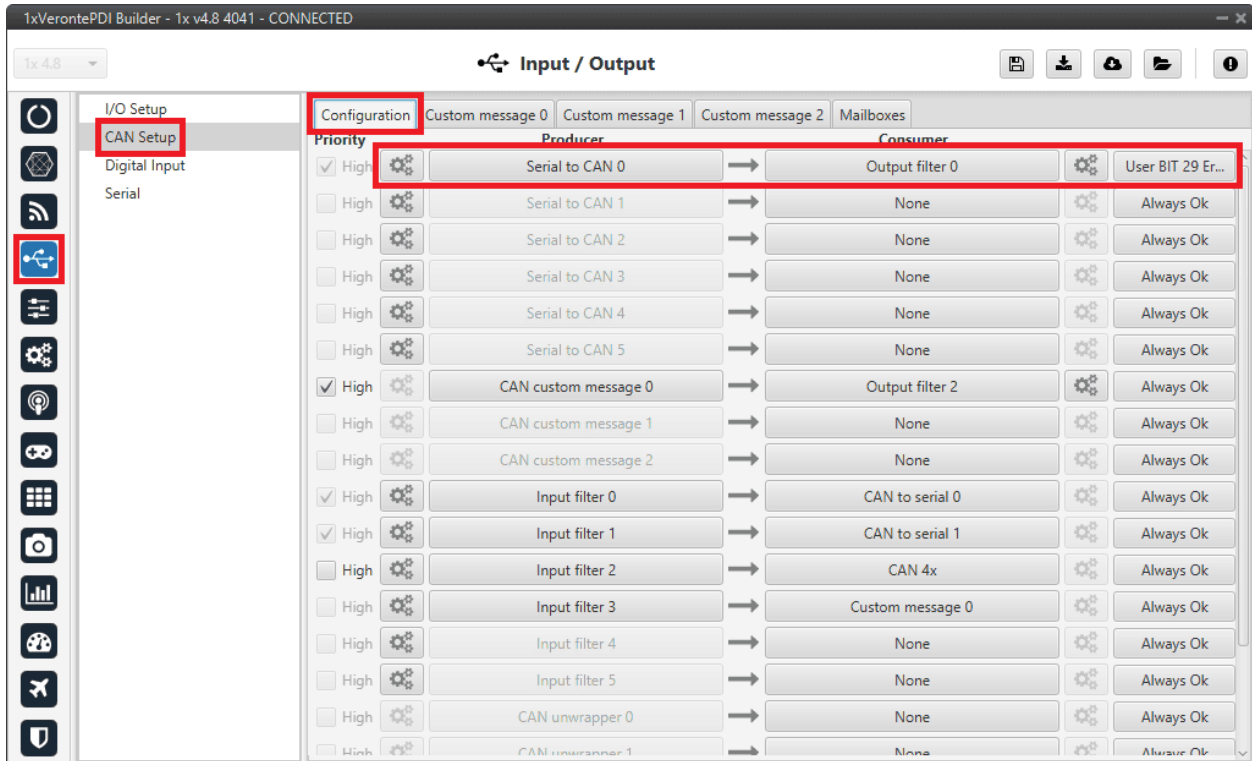 1xVerontePDI Builder - 1x v4.8 4041 - CONNECTED
1x 4.8
Input / Output
I/O Setup
CAN Setup
Digital Input
Serial
Configuration Custom message 0 Custom message 1 Custom message 2 Mailboxes
Priority Producer Consumer
High Serial to CAN 0 Output filter 0 User BIT 29 Er...
High Serial to CAN 1 None Always Ok
High Serial to CAN 2 None Always Ok
High Serial to CAN 3 None Always Ok
High Serial to CAN 4 None Always Ok
High Serial to CAN 5 None Always Ok
High CAN custom message 0 Output filter 2 Always Ok
High CAN custom message 1 None Always Ok
High CAN custom message 2 None Always Ok
High Input filter 0 CAN to serial 0 Always Ok
High Input filter 1 CAN to serial 1 Always Ok
High Input filter 2 CAN 4x Always Ok
High Input filter 3 Custom message 0 Always Ok
High Input filter 4 None Always Ok
High Input filter 5 None Always Ok
High CAN unwrapper 0 None Always Ok
High CAN unwrapper 1 None Always Ok